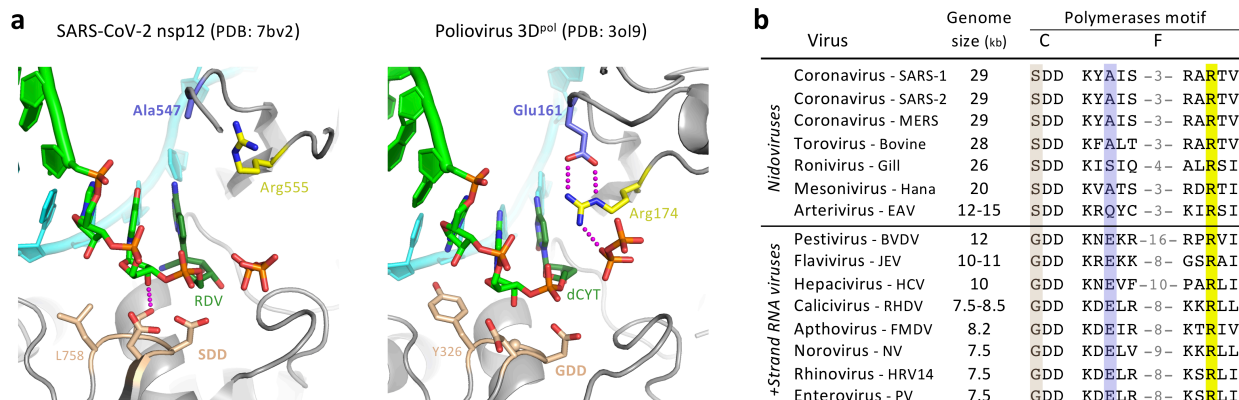 a
SARS-CoV-2 nsp12 (PDB: 7bv2)
Ala547
Arg555
RDV
L758
SDD
Poliovirus 3Dpol (PDB: 3ol9)
Glu161
Arg174
dCYT
Y326
GDD
b
Genome Polymerases motif
Virus size (kb) C F
Nidoviruses
Coronavirus - SARS-1 29 SDD KYAIS -3- RARTV
Coronavirus - SARS-2 29 SDD KYAIS -3- RARTV
Coronavirus - MERS 29 SDD KYAIS -3- RARTV
Torovirus - Bovine 28 SDD KFALT -3- RARTV
Ronivirus - Gill 26 SDD KISIQ -4- ALRSI
Mesonivirus - Hana 20 SDD KVATS -3- RDRTI
Arterivirus - EAV 12-15 SDD KRQYC -3- KIRSI
+Strand RNA viruses
Pestivirus - BVDV 12 GDD KNEKR -16- RPRVI
Flavivirus - JEV 10-11 GDD KREKK -8- GSRAI
Hepacivirus - HCV 10 GDD KNEVF -10- PARLI
Calicivirus - RHDV 7.5-8.5 GDD KDELR -8- KKRLL
Apthovirus - FMDV 8.2 GDD KDEIR -8- KTRIV
Norovirus - NV 7.5 GDD KDELV -9- KKRLL
Rhinovirus - HRV14 7.5 GDD KDELR -8- KSRLI
Enterovirus - PV 7.5 GDD KDELR -8- KSRLI